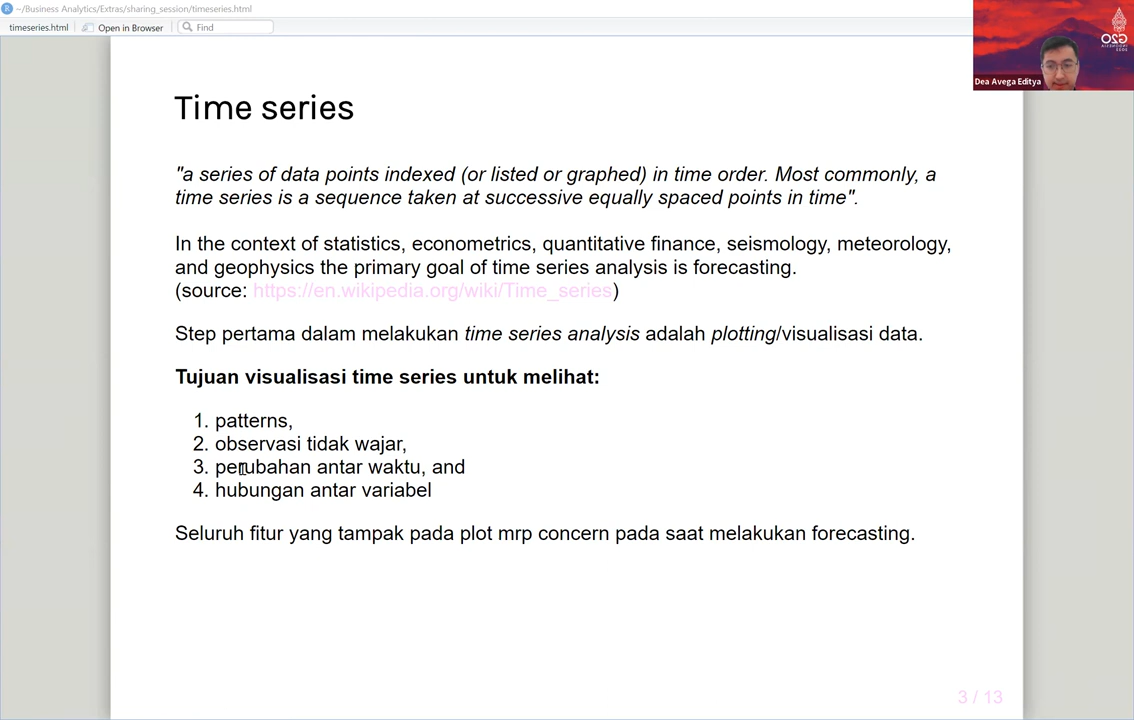 ~/Business Analytics/Extras/sharing_session/timeseries.html
timeseries.html
Open in Browser
Find
G20
Dea Avega Editya
Time series
"a series of data points indexed (or listed or graphed) in time order. Most commonly, a
time series is a sequence taken at successive equally spaced points in time".
In the context of statistics, econometrics, quantitative finance, seismology, meteorology,
and geophysics the primary goal of time series analysis is forecasting.
(source: https://en.wikipedia.org/wiki/Time_series)
Step pertama dalam melakukan time series analysis adalah plotting/visualisasi data.
Tujuan visualisasi time series untuk melihat:
1. patterns,
2. observasi tidak wajar,
3. perubahan antar waktu, and
4. hubungan antar variabel
Seluruh fitur yang tampak pada plot mrp concern pada saat melakukan forecasting.
3 / 13